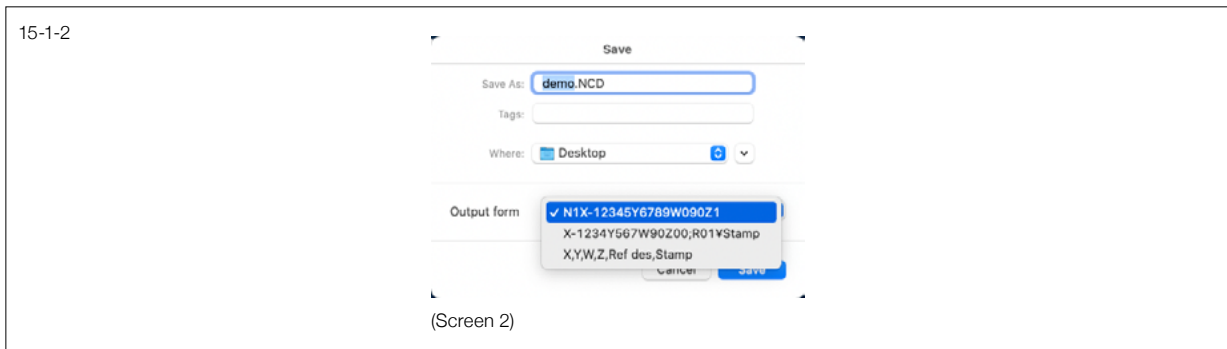 15-1-2
Save
Save As: demo.NCD
Tags:
Where: Desktop
Output form
✓ N1X-12345Y6789W090Z1
X-1234Y567W90Z00;R01¥Stamp
X,Y,W,Z,Ref des,Stamp
Cancel Save
(Screen 2)